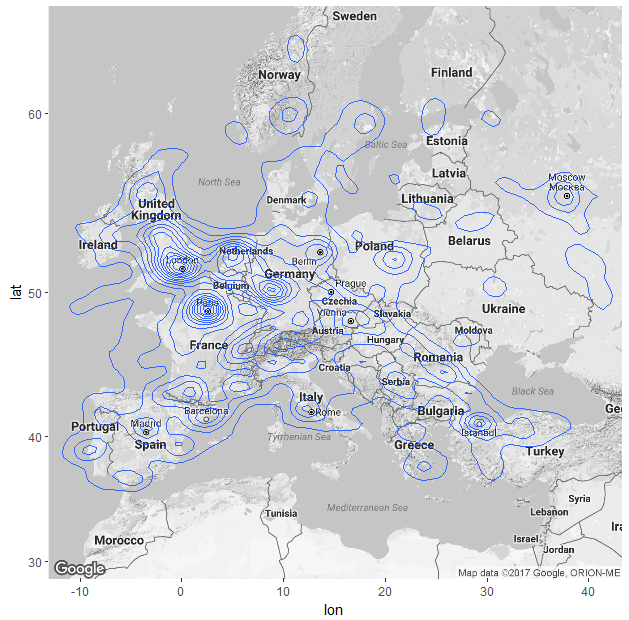 Sweden
Norway
Finland
60
Estonia
Baltic Sea
Latvia
Moscow
Москва
North Sea
Denmark
Lithuania
United
Kingdom
Ireland
Netherlands
Poland
Belarus
London
Berlin
Germany
lat
50
Belgium
Prague
Czechia
Paris
Ukraine
Vienna
Slovakia
Austria
Hungary
Moldova
France
Romania
Croatia
Serbia
Black Sea
Italy
Barcelona
Rome
Bulgaria
Geo
Portugal
Madrid
40
Spain
Tyrrhenian Sea
Istanbul
Greece
Turkey
Syria
Mediterranean Sea
Tunisia
Lebanon
Morocco
Israel
Ira
Jordan
30
Google
Map data ©2017 Google, ORION-ME
-10
0
10
20
30
40
lon